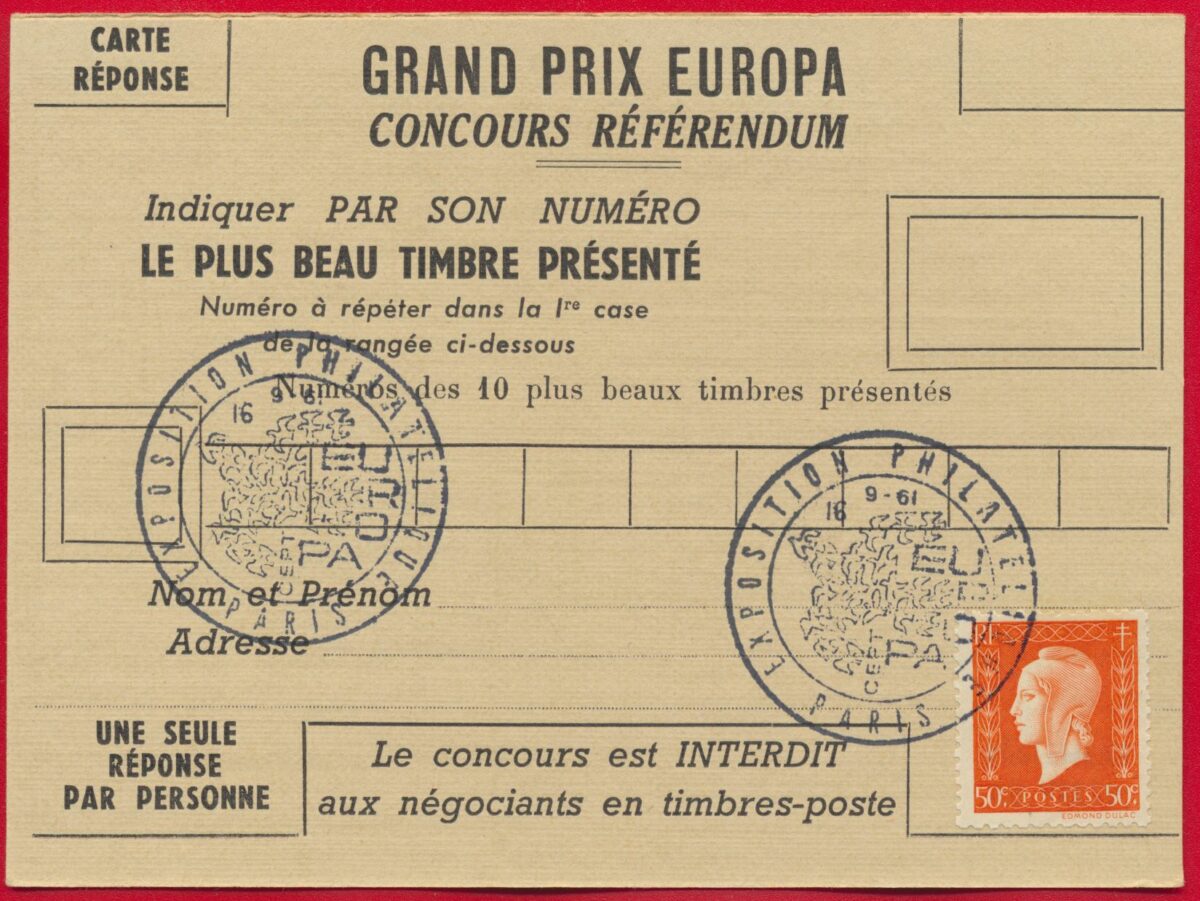 CARTE
RÉPONSE
GRAND PRIX EUROPA
CONCOURS RÉFÉRENDUM
Indiquer PAR SON NUMÉRO
LE PLUS BEAU TIMBRE PRÉSENTÉ
Numéro à répéter dans la 1re case
de la rangée ci-dessous
Numéros des 10 plus beaux timbres présentés
EXPOSITION PHILATELIQUE
16 9-61
EUROPA
CEPT
PARIS
EXPOSITION PHILATELIQUE
16 9-61
EUROPA
CEPT
PARIS
Nom et Prénom
Adresse
RF
50c. POSTES 50c.
EDMOND DULAC
UNE SEULE
RÉPONSE
PAR PERSONNE
Le concours est INTERDIT
aux négociants en timbres-poste